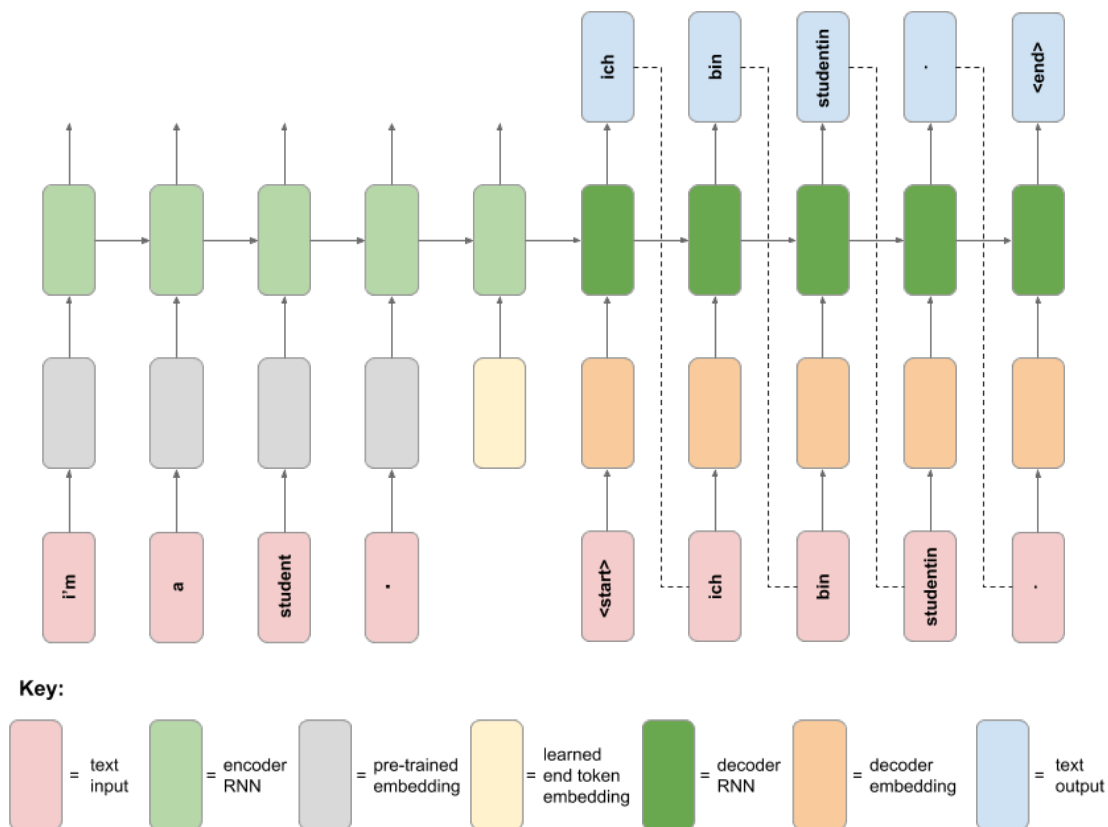 ich
bin
studentin
.
<end>
i'm
a
student
.
<start>
ich
bin
studentin
.
Key:
= text input
= encoder RNN
= pre-trained embedding
= learned end token embedding
= decoder RNN
= decoder embedding
= text output